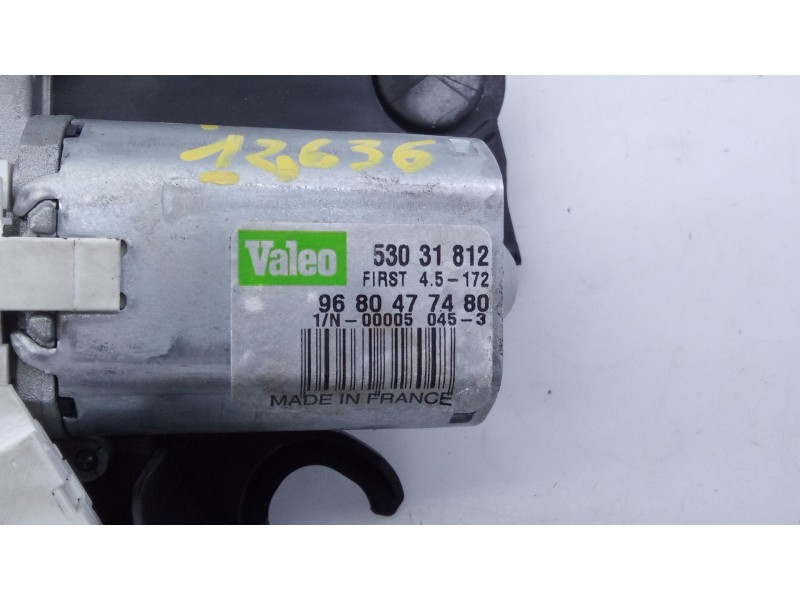 12636
Valeo
530 31 812
FIRST 4.5-172
96 80 47 74 80
1/N-00005 045-3
MADE IN FRANCE